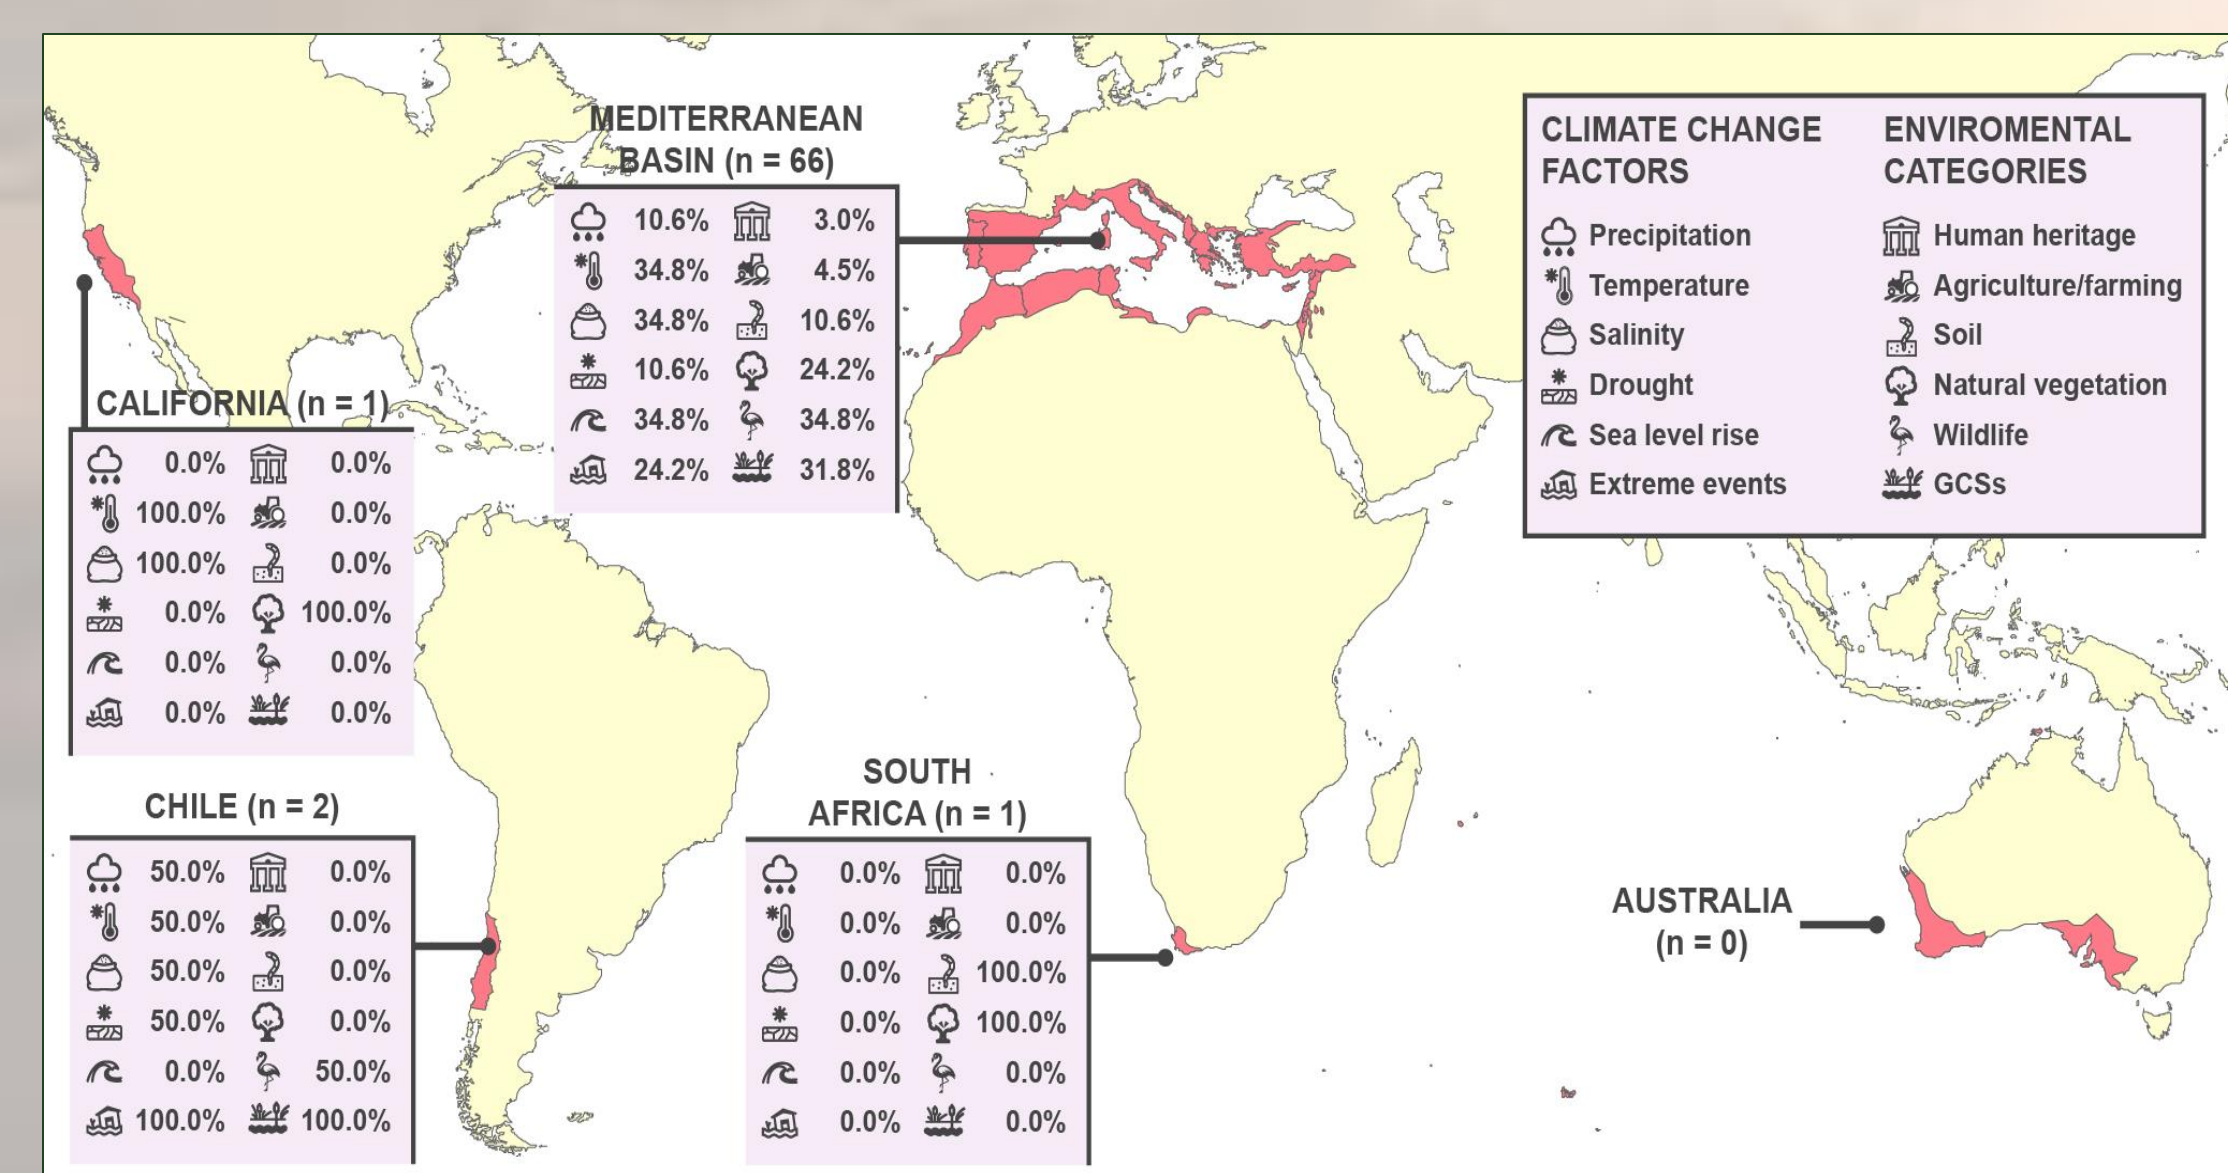 MEDITERRANEAN
BASIN (n = 66)
10.6% 3.0%
34.8% 4.5%
34.8% 10.6%
10.6% 24.2%
34.8% 34.8%
24.2% 31.8%
CLIMATE CHANGE
FACTORS
Precipitation
Temperature
Salinity
Drought
Sea level rise
Extreme events
ENVIROMENTAL
CATEGORIES
Human heritage
Agriculture/farming
Soil
Natural vegetation
Wildlife
GCSs
CALIFORNIA (n = 1)
0.0% 0.0%
100.0% 0.0%
100.0% 0.0%
0.0% 100.0%
0.0% 0.0%
0.0% 0.0%
CHILE (n = 2)
50.0% 0.0%
50.0% 0.0%
50.0% 0.0%
50.0% 0.0%
0.0% 50.0%
100.0% 100.0%
SOUTH
AFRICA (n = 1)
0.0% 0.0%
0.0% 0.0%
0.0% 100.0%
0.0% 100.0%
0.0% 0.0%
0.0% 0.0%
AUSTRALIA
(n = 0)